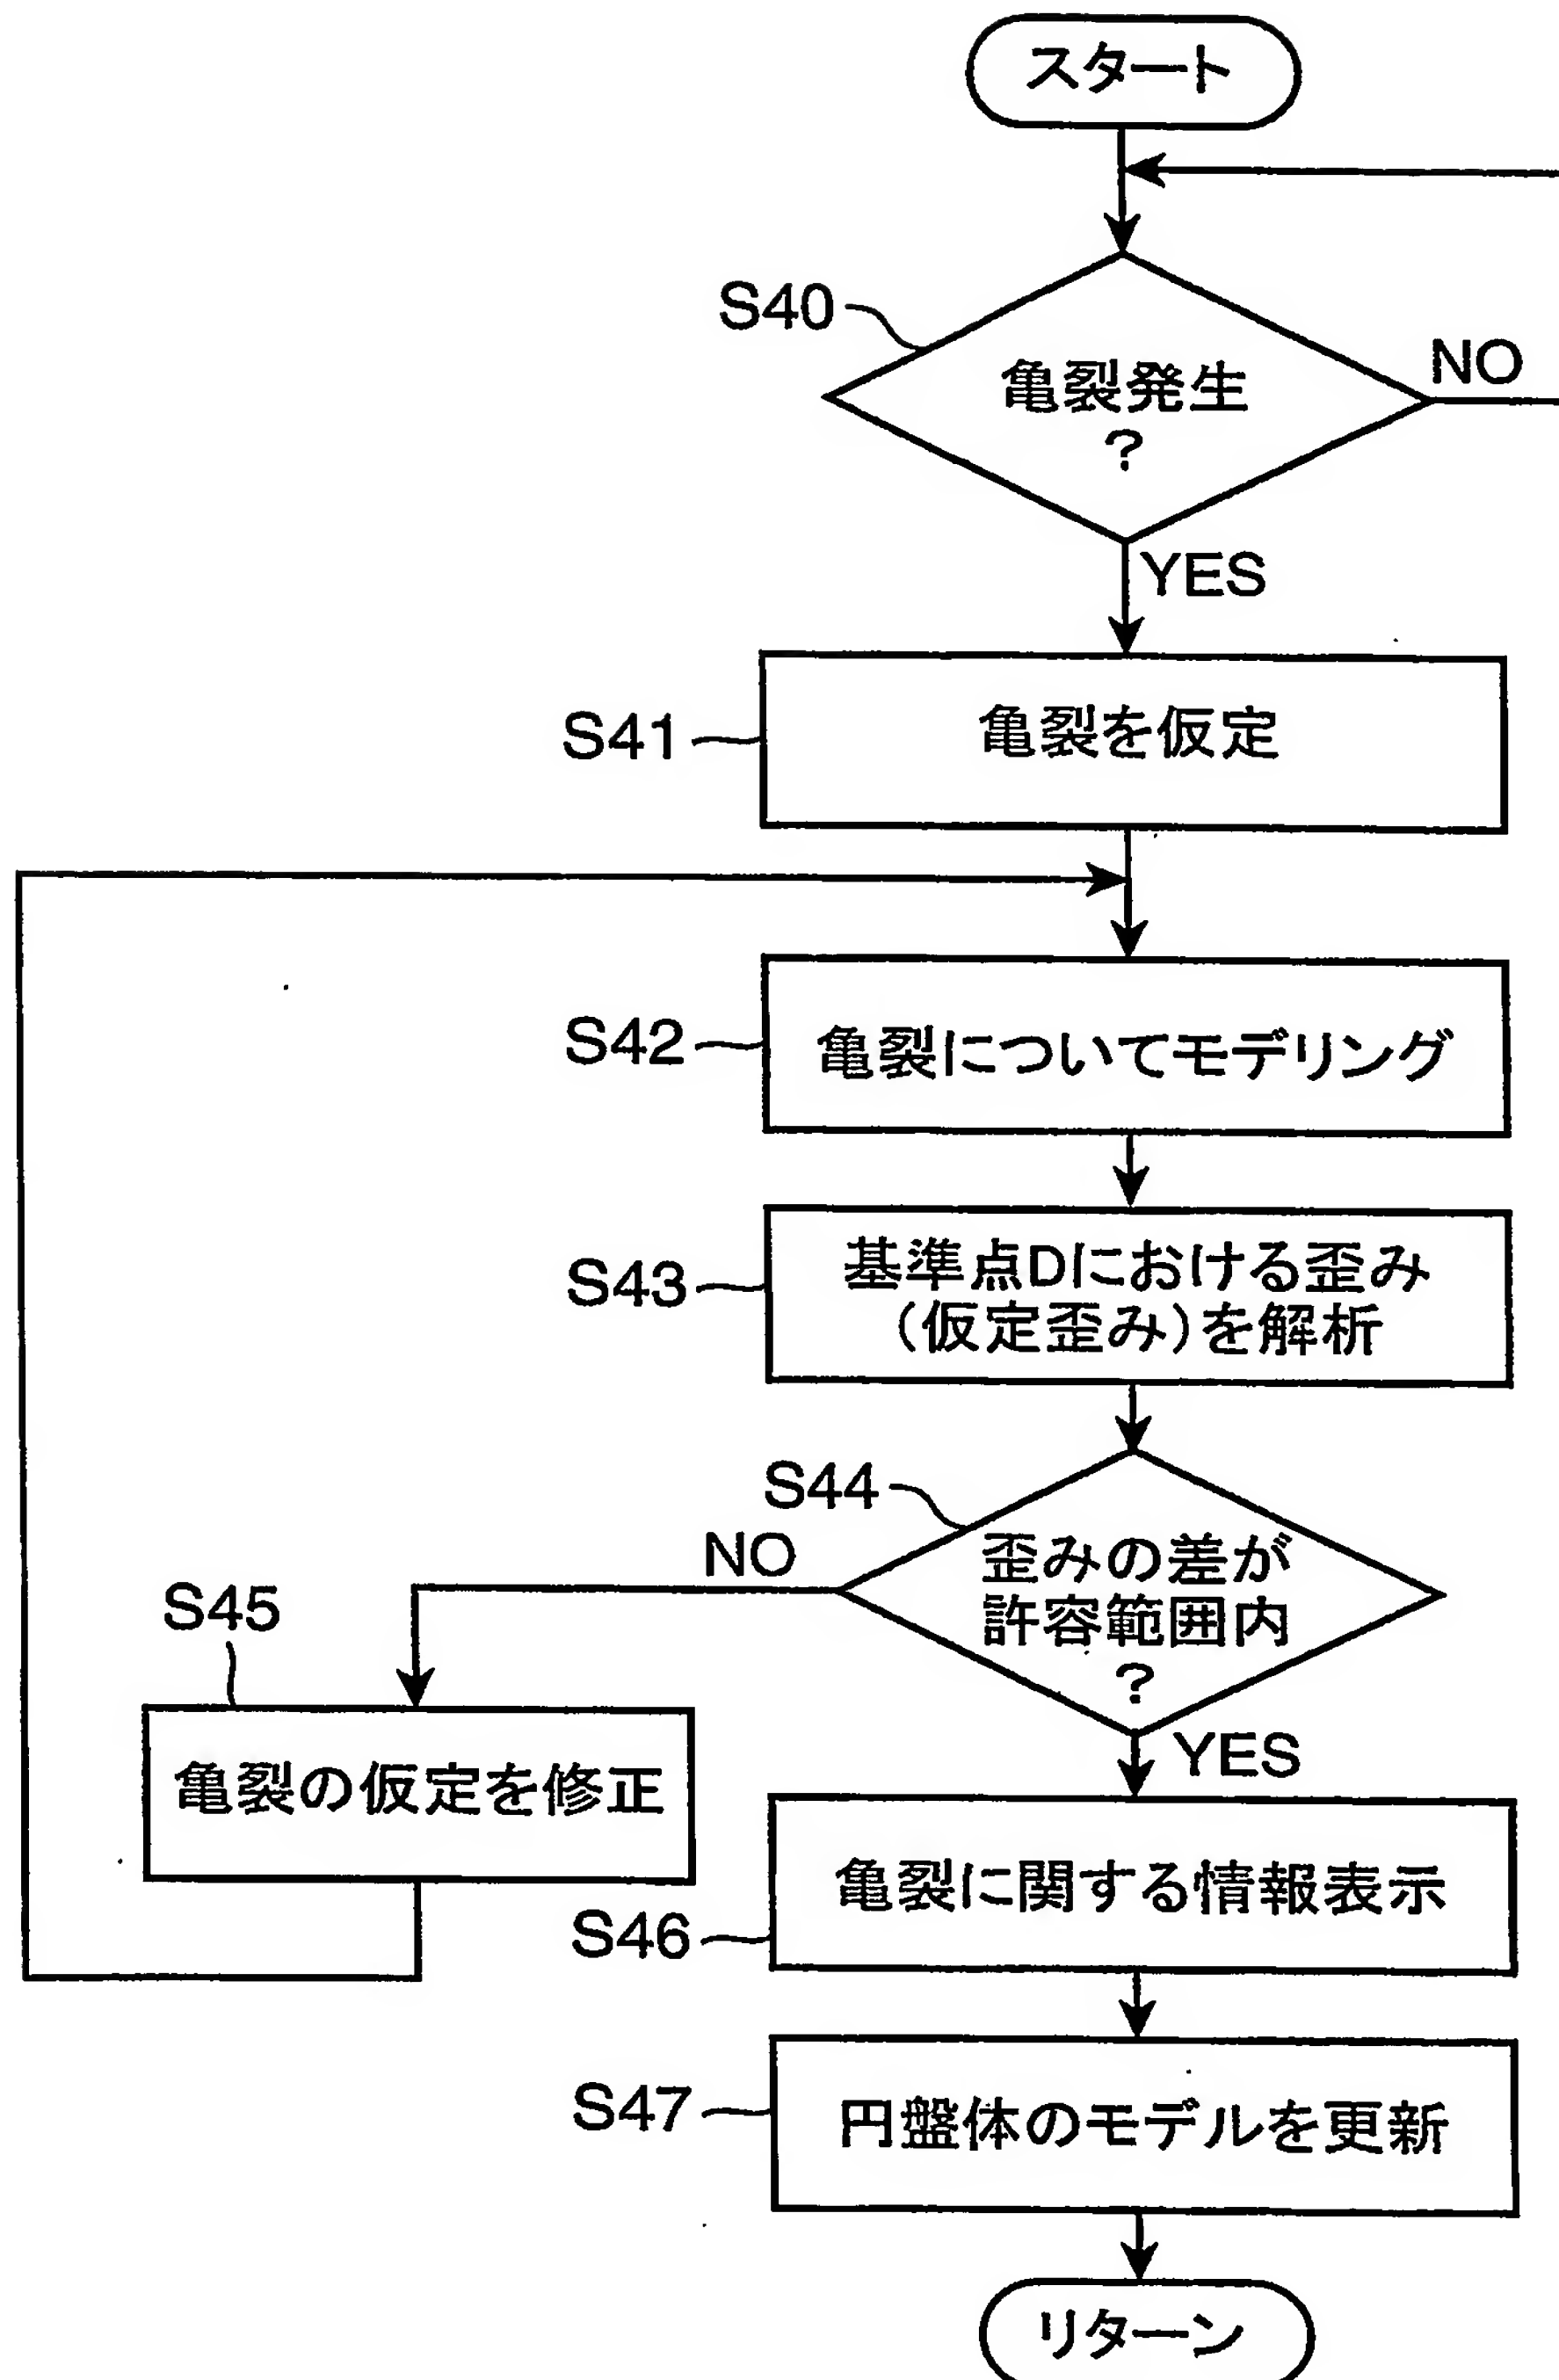 スタート
S40
亀裂発生
?
NO
YES
S41
亀裂を仮定
S42
亀裂についてモデリング
S43
基準点Dにおける歪み
(仮定歪み)を解析
S44
歪みの差が
許容範囲内
?
NO
YES
S45
亀裂の仮定を修正
亀裂に関する情報表示
S46
S47
円盤体のモデルを更新
リターン